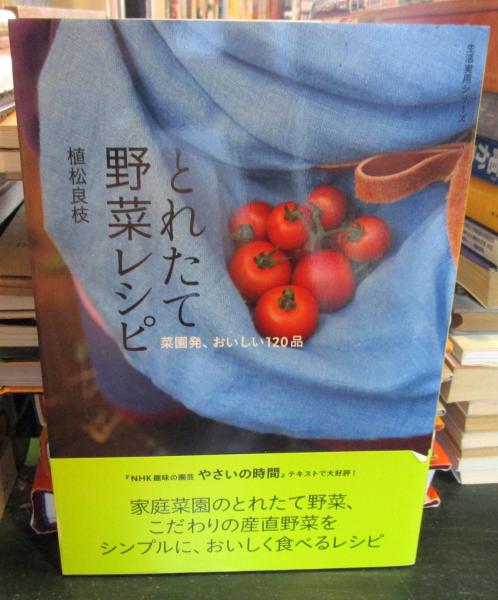 生活実用シリーズ
とれたて
野菜レシピ
植松良枝
菜園発、おいしい120品
『NHK趣味の園芸 やさいの時間』テキストで大好評！
家庭菜園のとれたて野菜、
こだわりの産直野菜を
シンプルに、おいしく食べるレシピ